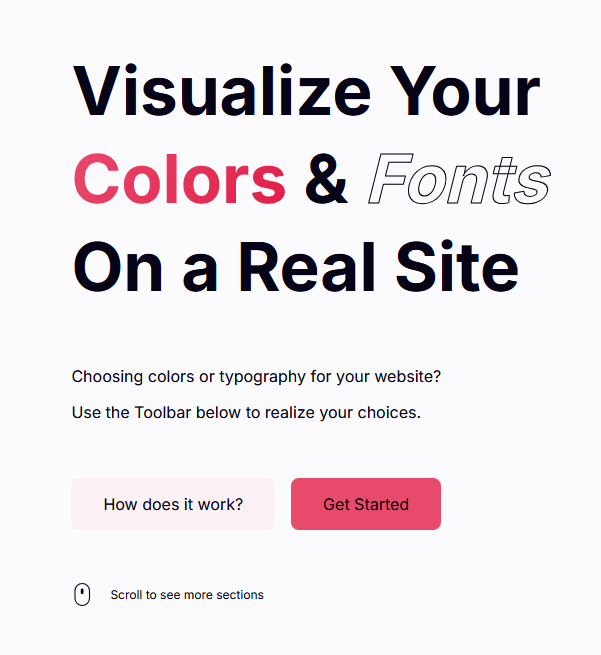 Visualize Your
Colors & Fonts
On a Real Site
Choosing colors or typography for your website?
Use the Toolbar below to realize your choices.
How does it work? Get Started
Scroll to see more sections